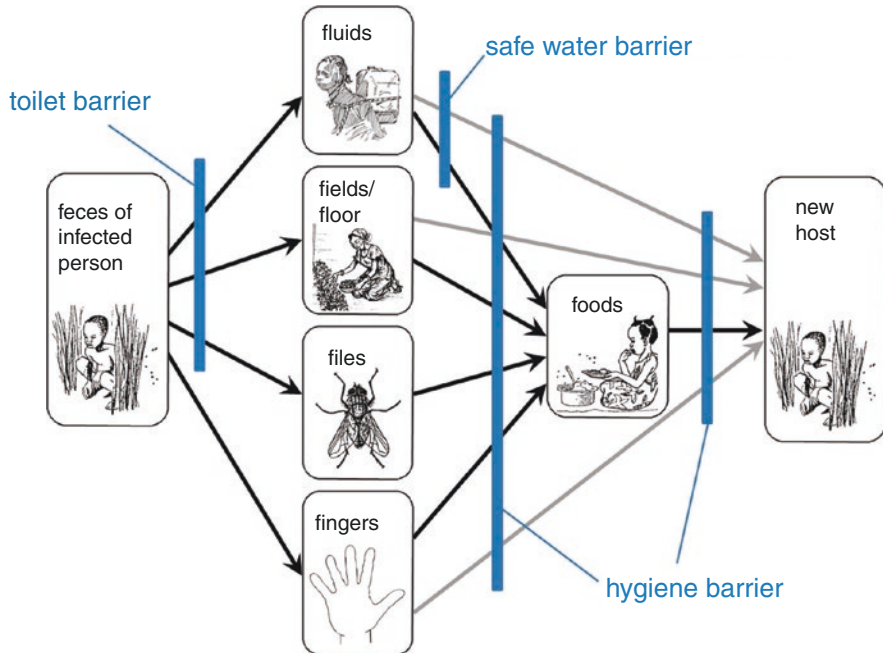 fluids
safe water barrier
toilet barrier
feces of
infected
person
fields/
floor
new
host
foods
files
fingers
hygiene barrier